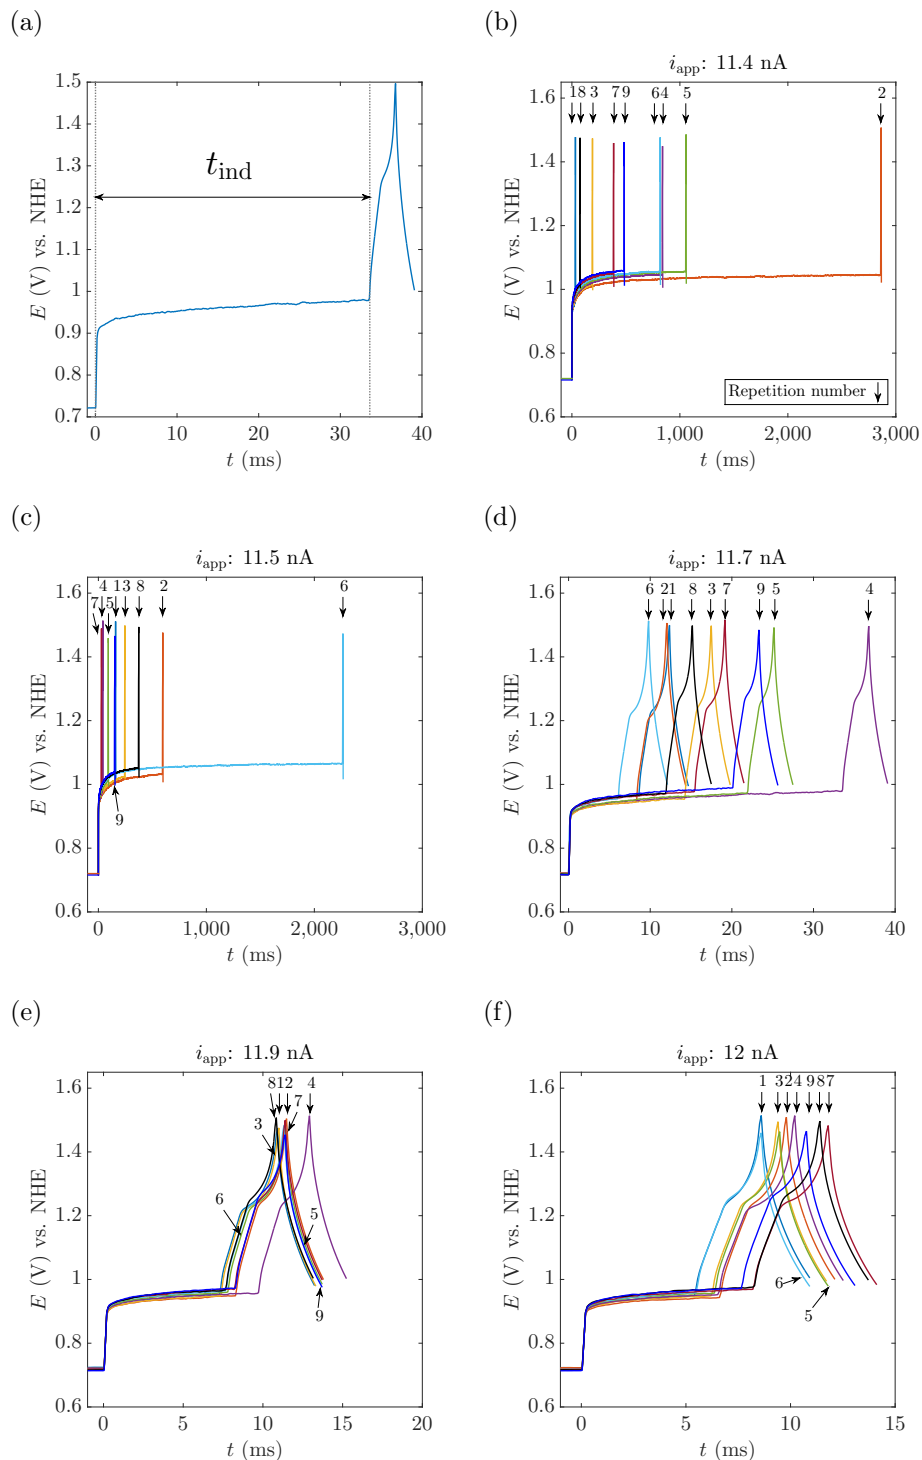 (a)
1.5
1.4
1.3
1.2
1.1
1
0.9
0.8
0.7
E (V) vs. NHE
t_ind
0 10 20 30 40
t (ms)
(b)
i_app: 11.4 nA
1 8 3 7 9 6 4 5 2
1.6
1.4
1.2
1
0.8
0.6
E (V) vs. NHE
Repetition number
0 1,000 2,000 3,000
t (ms)
(c)
i_app: 11.5 nA
7 4 5 1 3 8 2 6
9
1.6
1.4
1.2
1
0.8
0.6
E (V) vs. NHE
0 1,000 2,000 3,000
t (ms)
(d)
i_app: 11.7 nA
6 1 2 1 8 3 7 9 5 4
1.6
1.4
1.2
1
0.8
0.6
E (V) vs. NHE
0 10 20 30 40
t (ms)
(e)
i_app: 11.9 nA
8 1 2 4
3 7
6 5
9
1.6
1.4
1.2
1
0.8
0.6
E (V) vs. NHE
0 5 10 15 20
t (ms)
(f)
i_app: 12 nA
1 3 2 4 9 8 7
6
5
1.6
1.4
1.2
1
0.8
0.6
E (V) vs. NHE
0 5 10 15
t (ms)